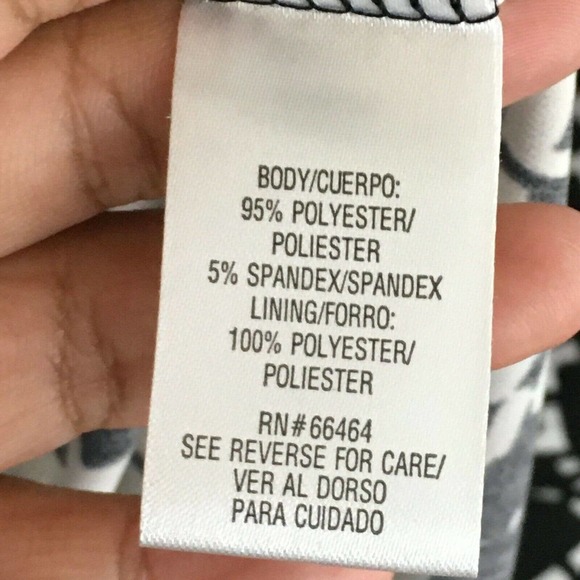 BODY/CUERPO:
95% POLYESTER/
POLIESTER
5% SPANDEX/SPANDEX
LINING/FORRO:
100% POLYESTER/
POLIESTER
RN#66464
SEE REVERSE FOR CARE/
VER AL DORSO
PARA CUIDADO